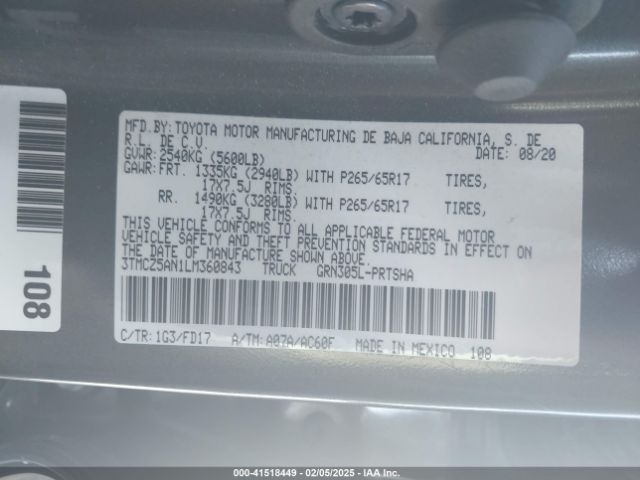 MFD.BY:TOYOTA MOTOR MANUFACTURING DE BAJA CALIFORNIA, S. DE
R.L. DE C.V. DATE: 08/20
GVWR:2540KG (5600LB)
GAWR:FRT. 1335KG (2940LB) WITH P265/65R17 TIRES,
17X7.5J RIMS.
RR. 1490KG (3280LB) WITH P265/65R17 TIRES,
17X7.5J RIMS.
THIS VEHICLE CONFORMS TO ALL APPLICABLE FEDERAL MOTOR
VEHICLE SAFETY AND THEFT PREVENTION STANDARDS IN EFFECT ON
THE DATE OF MANUFACTURE SHOWN ABOVE.
3TMCZ5AN1LM360843 TRUCK GRN305L-PRTSHA
C/TR:1G3/FD17 A/TM:A07A/AC60F MADE IN MEXICO 108
108
000-41518449 - 02/05/2025 - IAAI.com